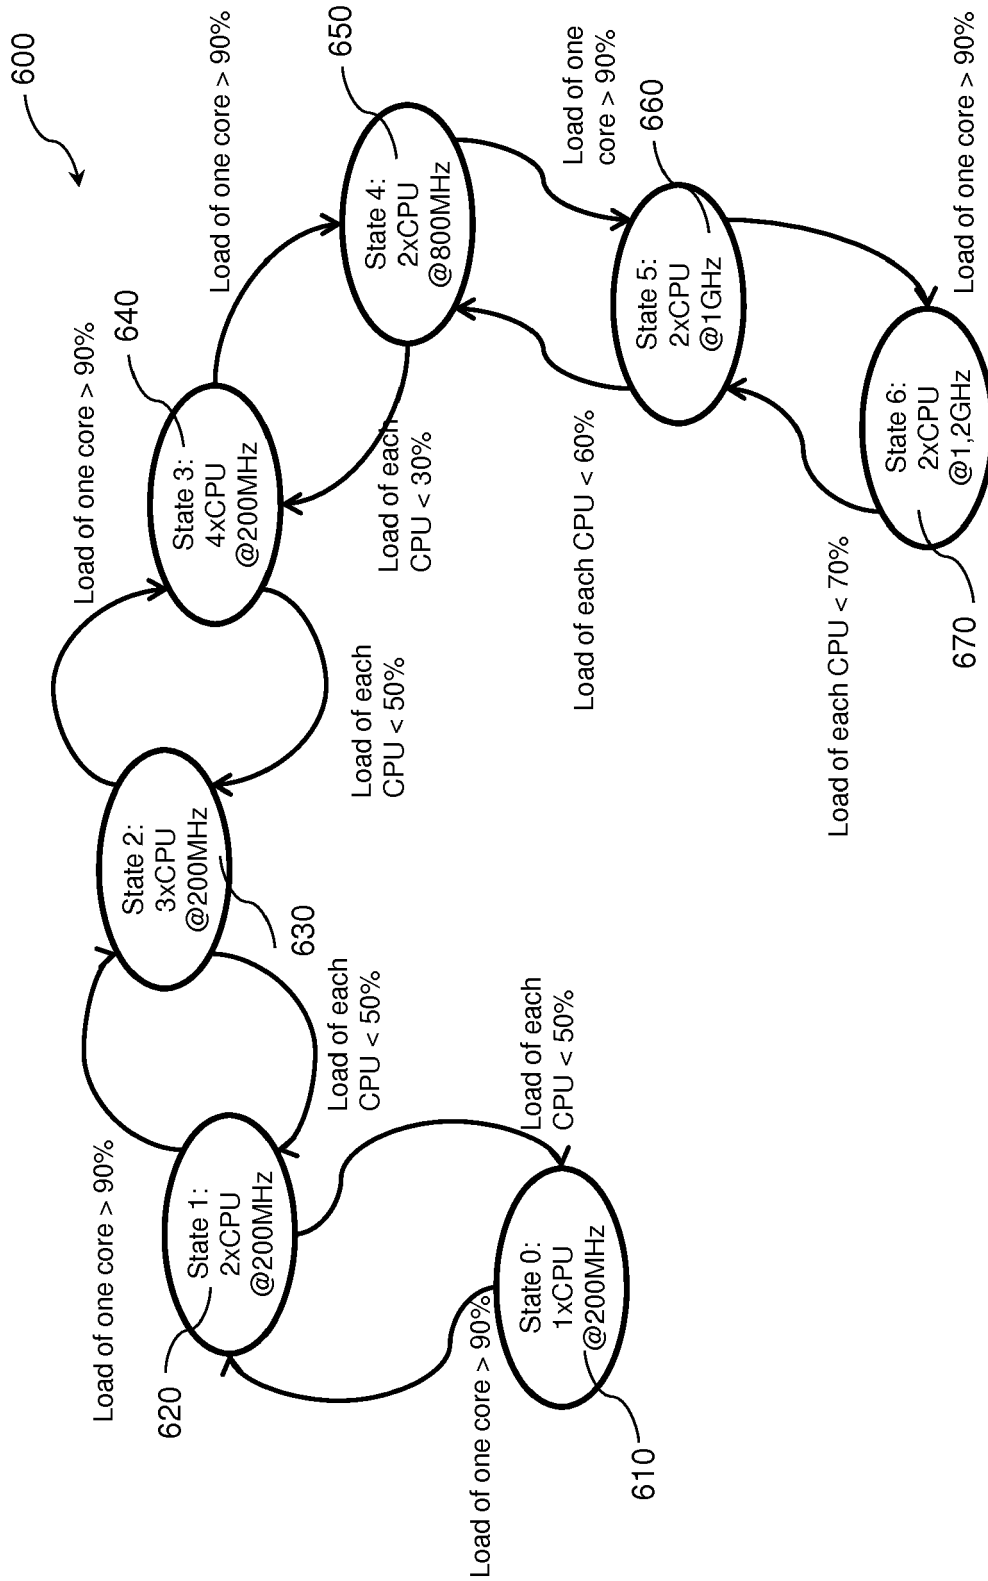 600
Load of one core > 90%
640
Load of one core > 90%
State 3:
4xCPU
@200MHz
650
State 4:
2xCPU
@800MHz
Load of each
CPU < 30%
Load of each
CPU < 50%
State 2:
3xCPU
@200MHz
630
Load of one core > 90%
620
State 1:
2xCPU
@200MHz
Load of each
CPU < 50%
Load of each
CPU < 50%
Load of one core > 90%
State 0:
1xCPU
@200MHz
610
Load of one
core > 90%
660
State 5:
2xCPU
@1GHz
Load of each CPU < 60%
Load of one core > 90%
State 6:
2xCPU
@1,2GHz
Load of each CPU < 70%
670